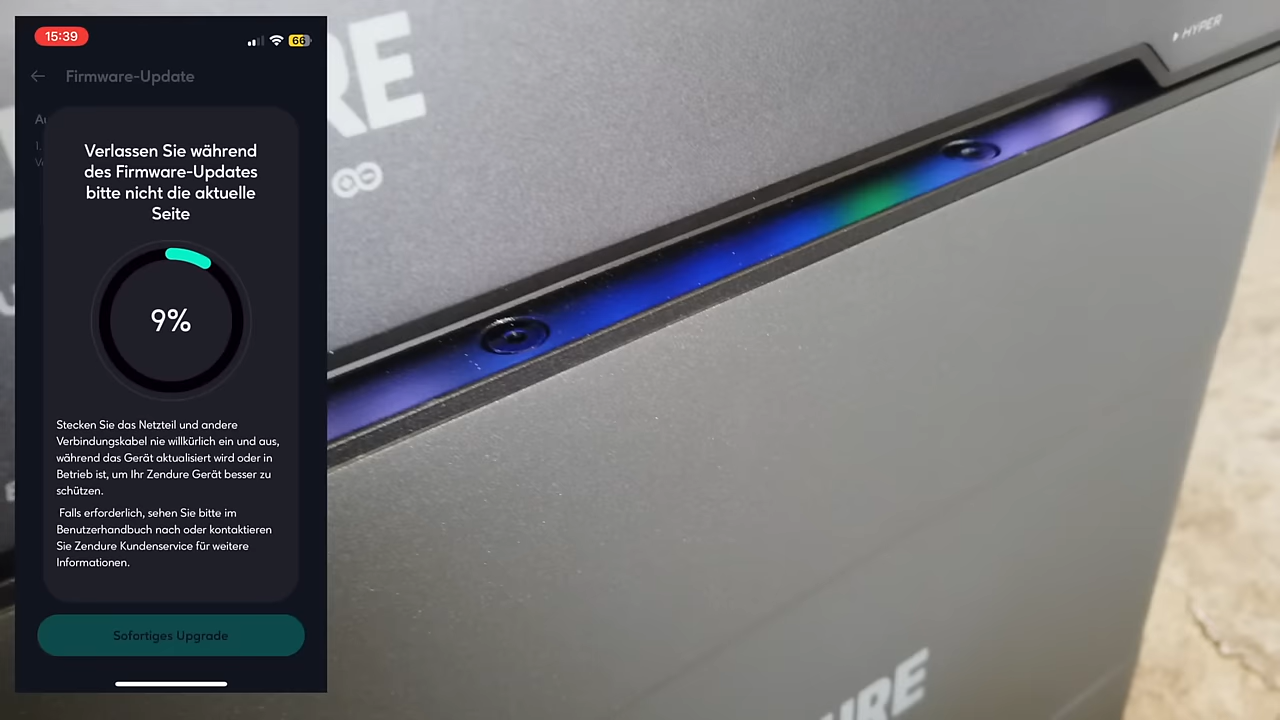 15:39
66
Firmware-Update
Verlassen Sie während
des Firmware-Updates
bitte nicht die aktuelle
Seite
9%
Stecken Sie das Netzteil und andere
Verbindungskabel nie willkürlich ein und aus,
während das Gerät aktualisiert wird oder in
Betrieb ist, um Ihr Zendure Gerät besser zu
schützen.
Falls erforderlich, sehen Sie bitte im
Benutzerhandbuch nach oder kontaktieren
Sie Zendure Kundenservice für weitere
Informationen.
Sofortiges Upgrade
RE
HYPER
URE